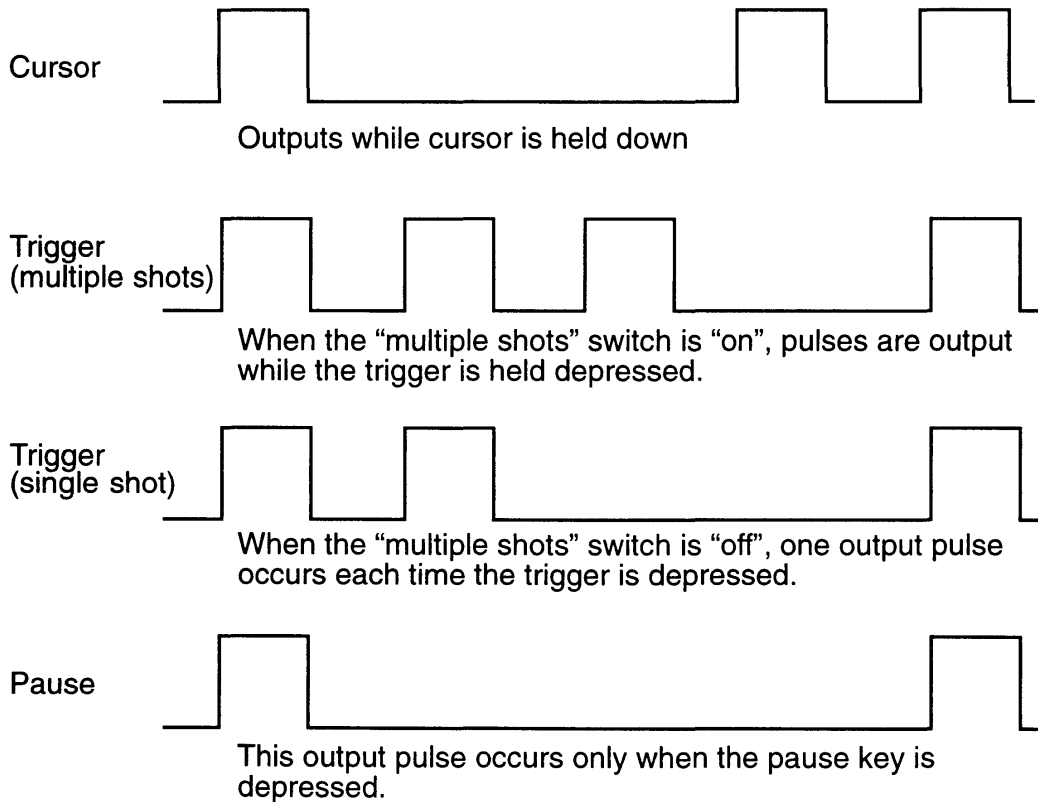 Cursor
Outputs while cursor is held down
Trigger
(multiple shots)
When the “multiple shots” switch is “on”, pulses are output
while the trigger is held depressed.
Trigger
(single shot)
When the “multiple shots” switch is “off”, one output pulse
occurs each time the trigger is depressed.
Pause
This output pulse occurs only when the pause key is
depressed.